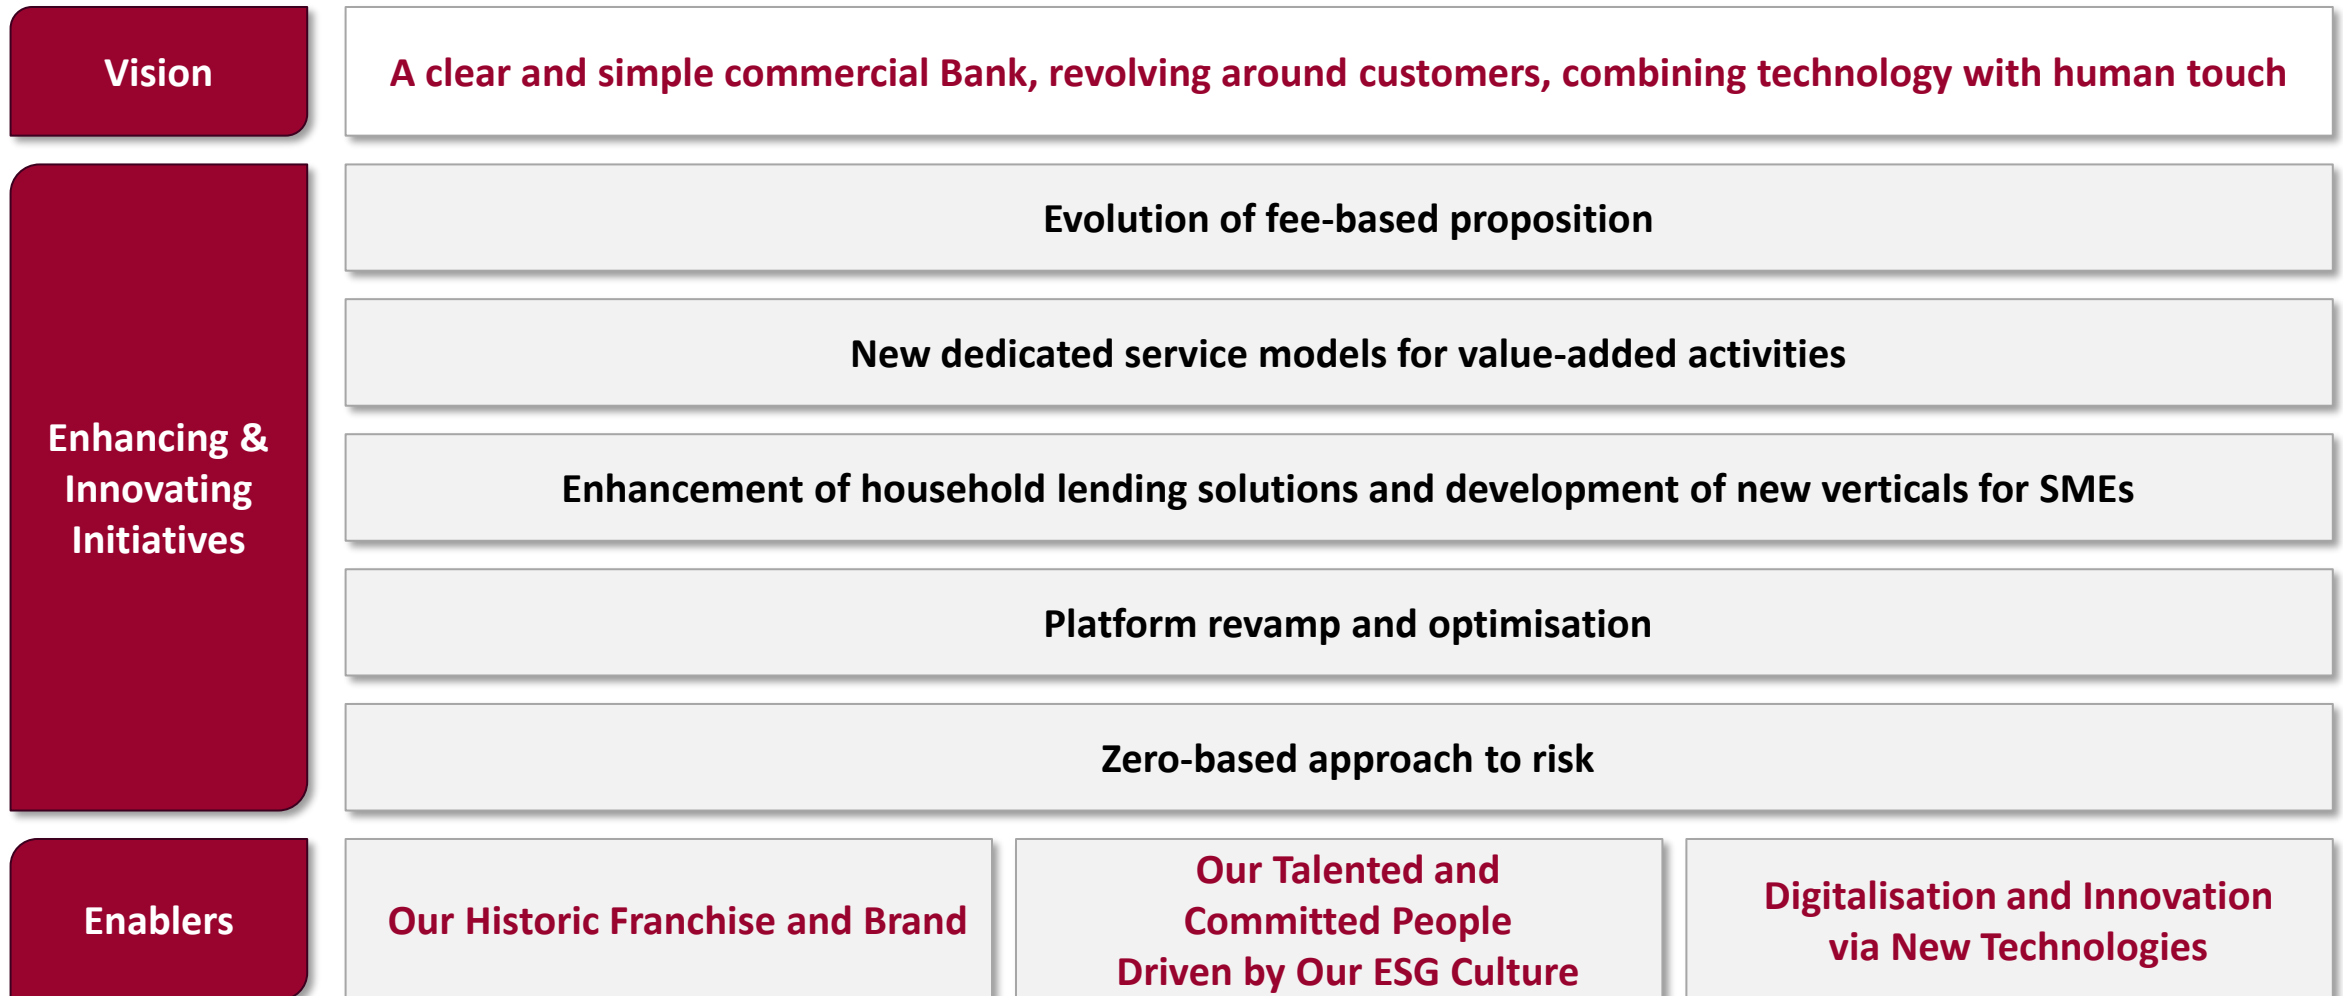 Vision
A clear and simple commercial Bank, revolving around customers, combining technology with human touch
Enhancing &
Innovating
Initiatives
Evolution of fee-based proposition
New dedicated service models for value-added activities
Enhancement of household lending solutions and development of new verticals for SMEs
Platform revamp and optimisation
Zero-based approach to risk
Enablers
Our Historic Franchise and Brand
Our Talented and
Committed People
Driven by Our ESG Culture
Digitalisation and Innovation
via New Technologies